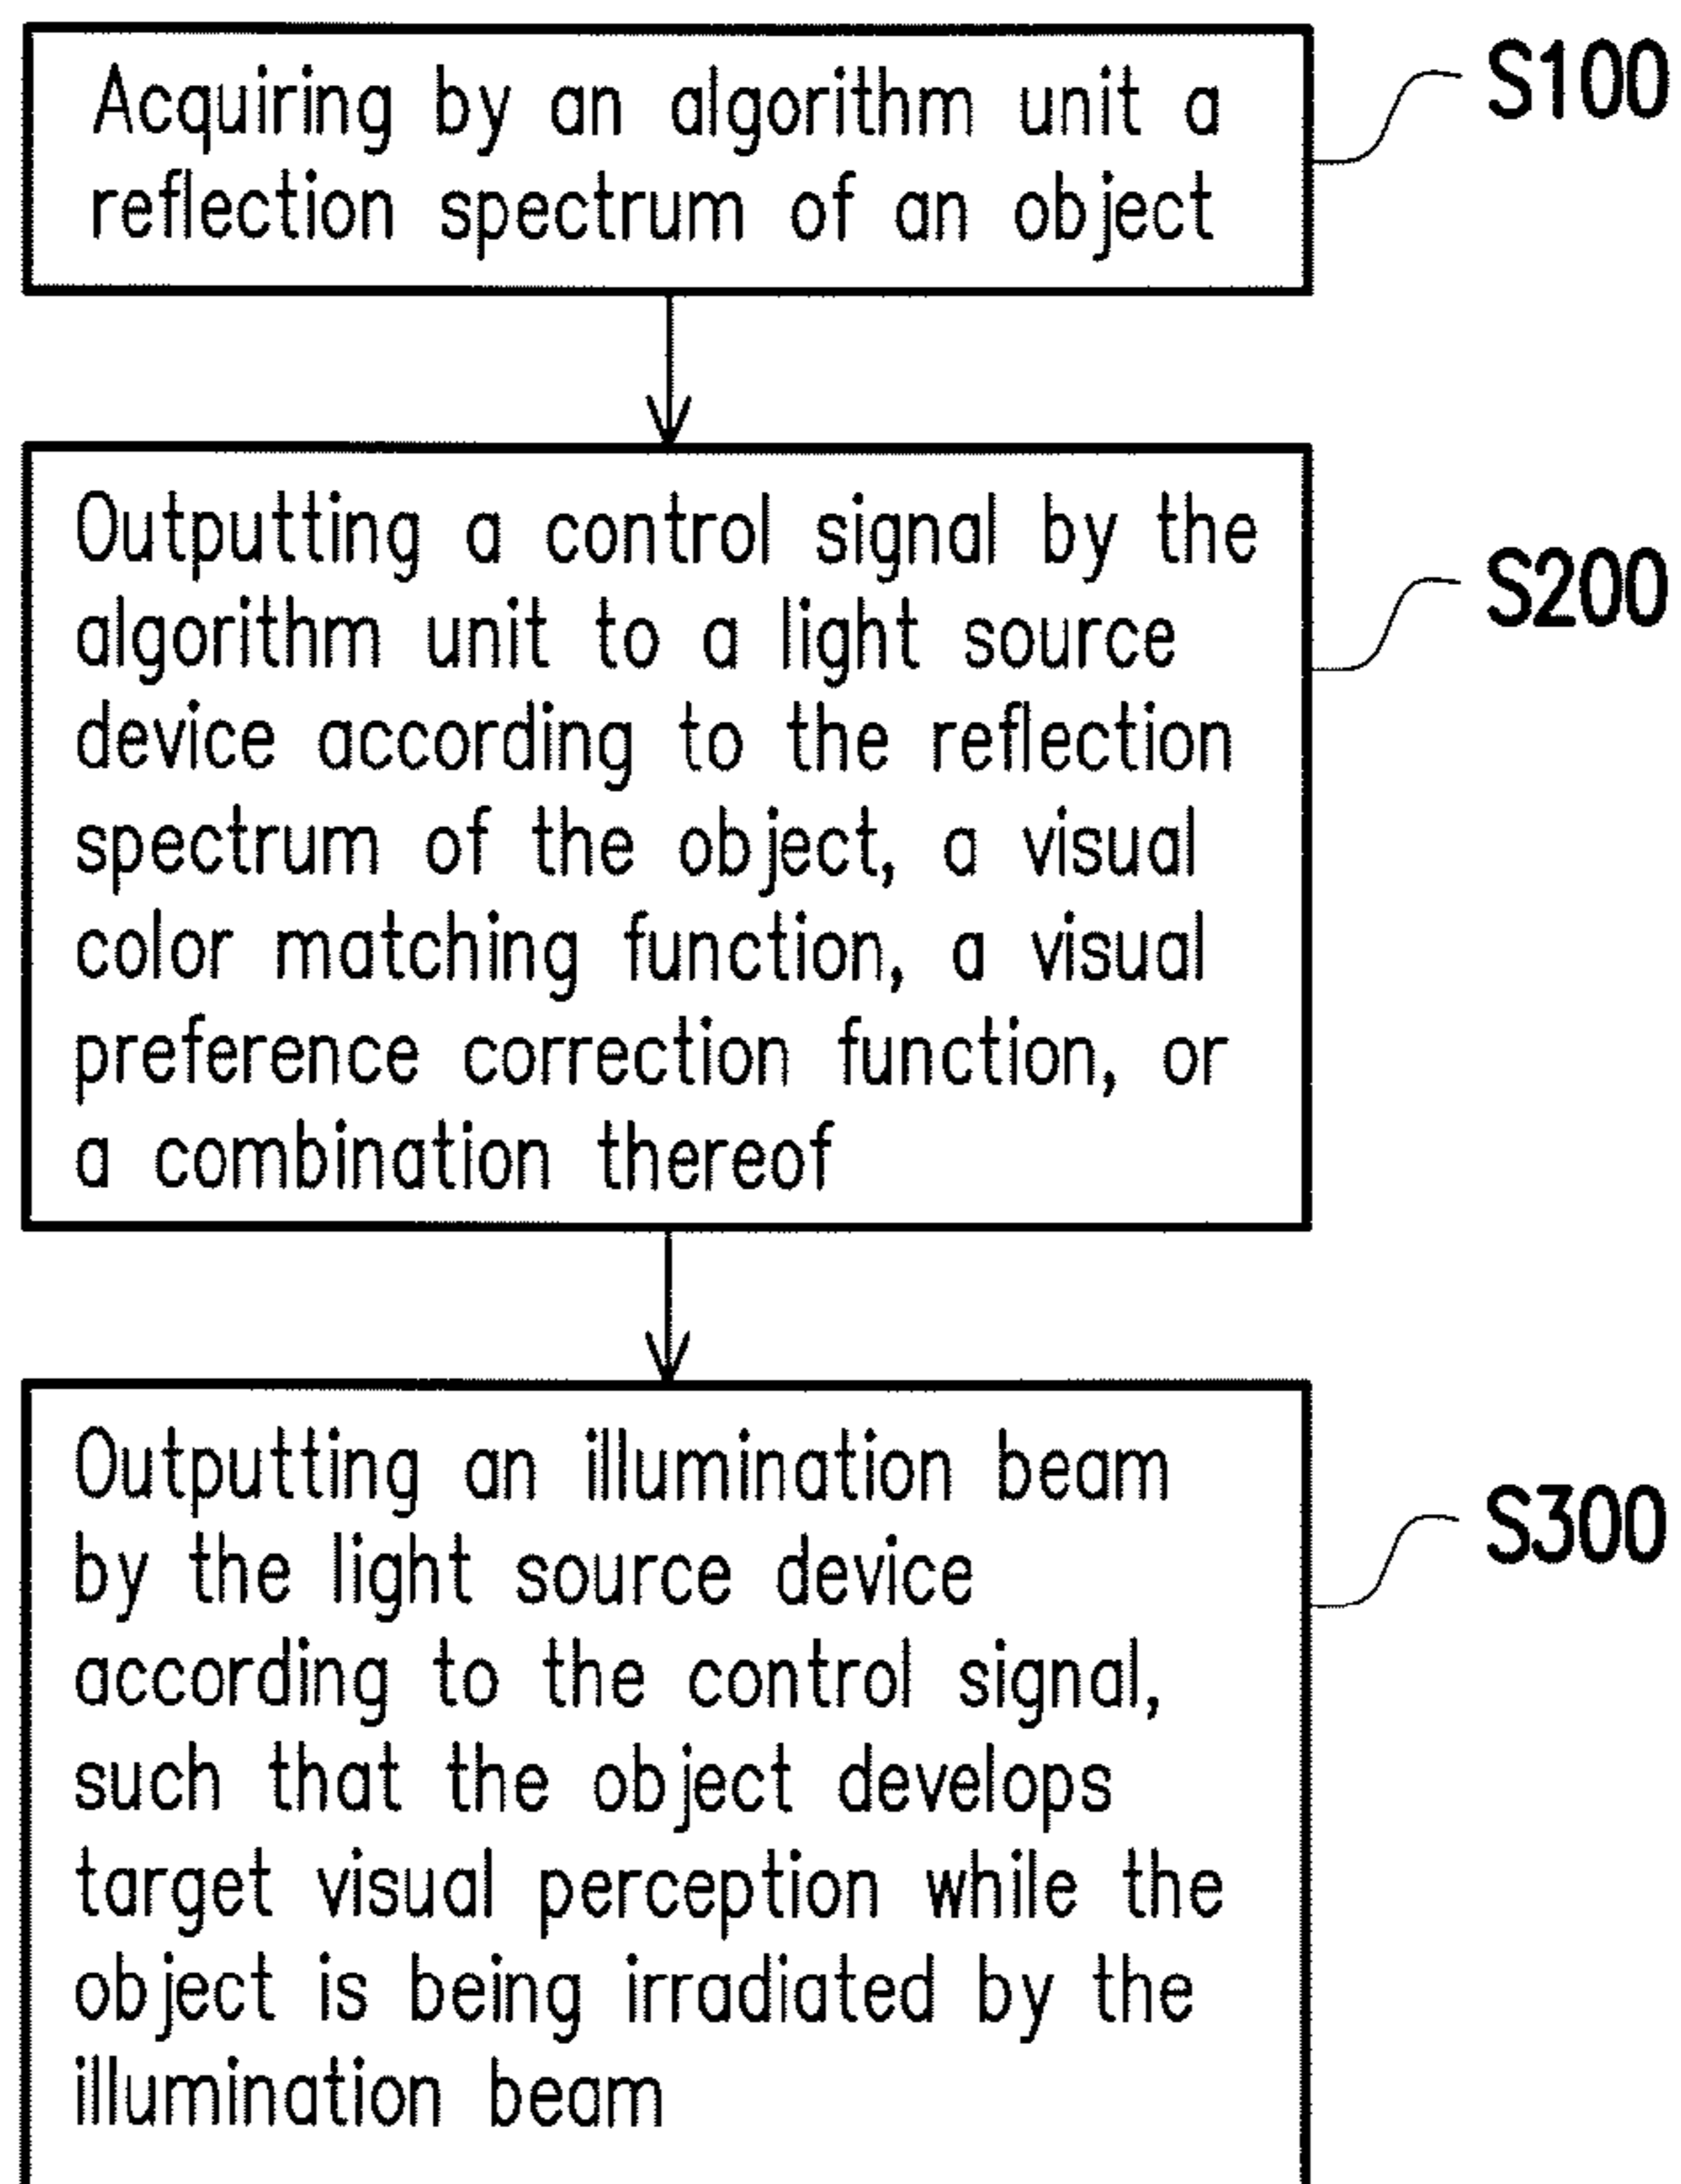 Acquiring by an algorithm unit a
reflection spectrum of an object
S100
Outputting a control signal by the
algorithm unit to a light source
device according to the reflection
spectrum of the object, a visual
color matching function, a visual
preference correction function, or
a combination thereof
S200
Outputting an illumination beam
by the light source device
according to the control signal,
such that the object develops
target visual perception while the
object is being irradiated by the
illumination beam
S300